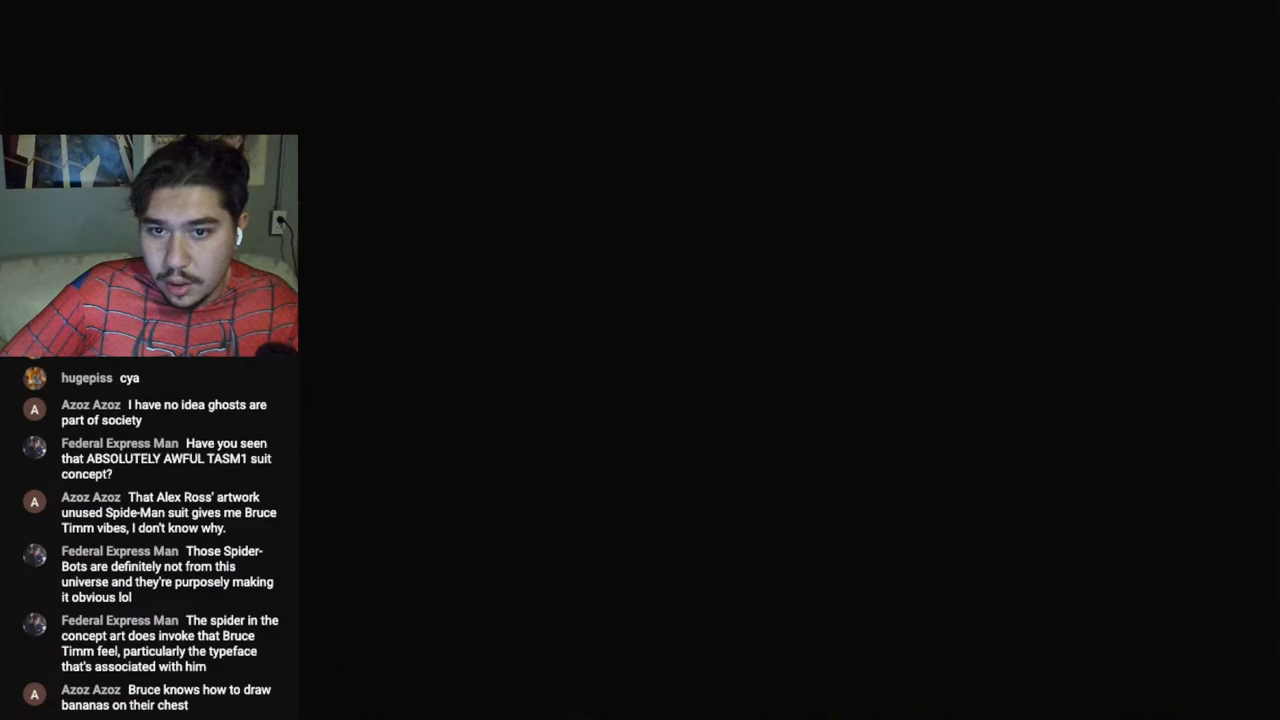 hugepiss cya
Azoz Azoz I have no idea ghosts are
part of society
Federal Express Man Have you seen
that ABSOLUTELY AWFUL TASM1 suit
concept?
A
Azoz Azoz That Alex Ross' artwork
unused Spide-Man suit gives me Bruce
Timm vibes, I don't know why.
Federal Express Man Those Spider-
Bots are definitely not from this
universe and they're purposely making
it obvious lol
Federal Express Man The spider in the
concept art does invoke that Bruce
Timm feel, particularly the typeface
that's associated with him
A
Azoz Azoz Bruce knows how to draw
bananas on their chest